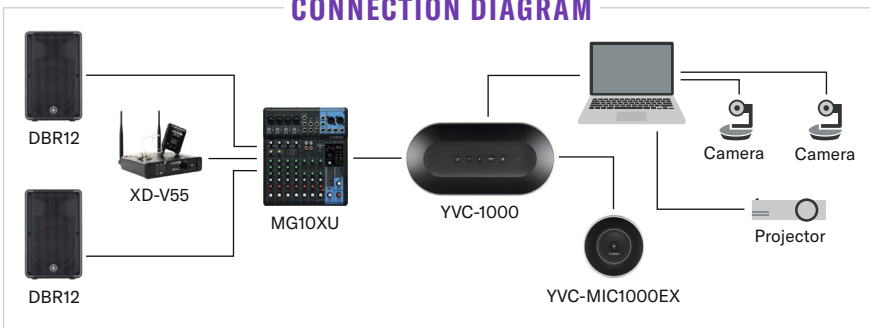 CONNECTION DIAGRAM
DBR12
XD-V55
DBR12
MG10XU
YVC-1000
YVC-MIC1000EX
Camera
Camera
Projector